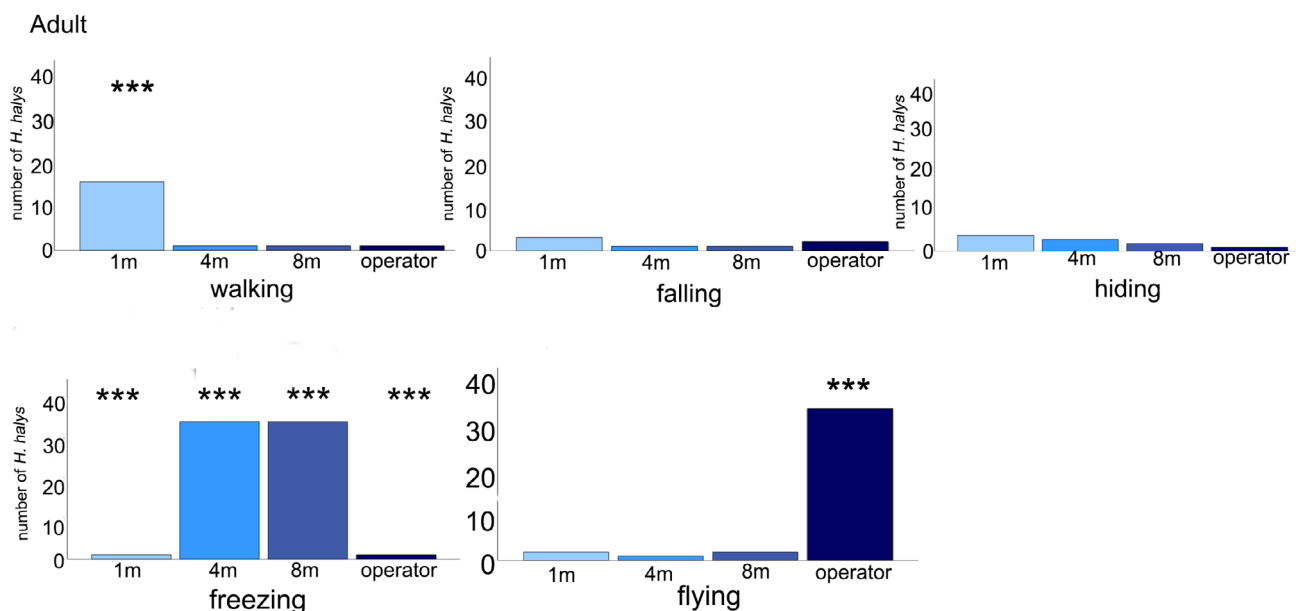 Adult
number of H. halys
40
30
20
10
0
***
1m 4m 8m operator
walking
number of H. halys
40
30
20
10
0
1m 4m 8m operator
falling
number of H. halys
40
30
20
10
0
1m 4m 8m operator
hiding
number of H. halys
40
30
20
10
0
*** *** *** ***
1m 4m 8m operator
freezing
40
30
20
10
0
***
1m 4m 8m operator
flying